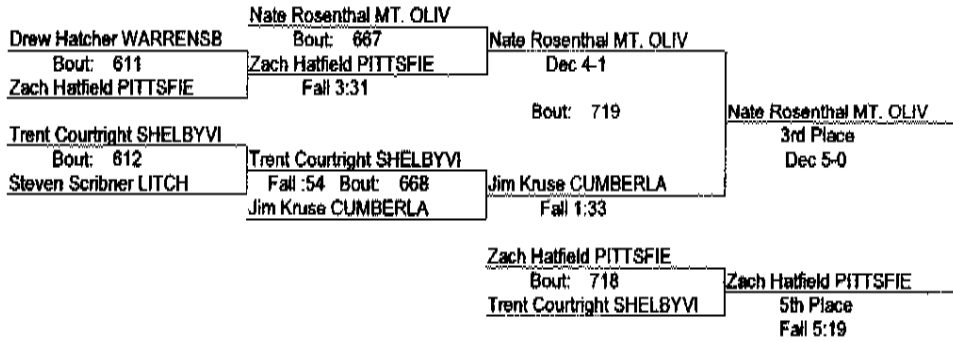 Nate Rosenthal MT. OLIV
Drew Hatcher WARRENSB
Bout: 667
Nate Rosenthal MT. OLIV
Bout: 611
Zach Hatfield PITTSFIE
Dec 4-1
Zach Hatfield PITTSFIE
Fall 3:31
Bout: 719
Nate Rosenthal MT. OLIV
Trent Courtright SHELBYVI
3rd Place
Bout: 612
Trent Courtright SHELBYVI
Dec 5-0
Steven Scribner LITCH
Fall :54 Bout: 668
Jim Kruse CUMBERLA
Jim Kruse CUMBERLA
Fall 1:33
Zach Hatfield PITTSFIE
Bout: 718
Zach Hatfield PITTSFIE
Trent Courtright SHELBYVI
5th Place
Fall 5:19